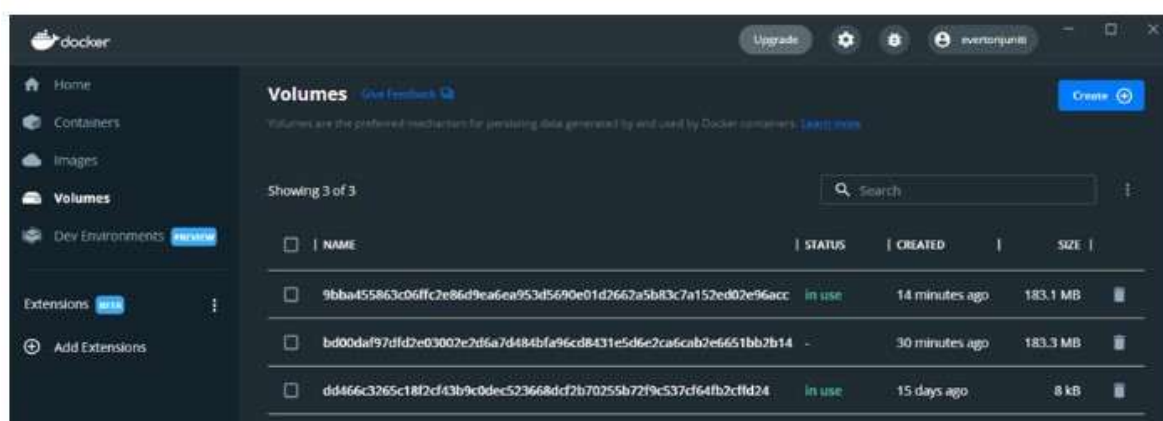 docker
Upgrade
evertonjuniti
Home
Containers
Images
Volumes
Dev Environments PREVIEW
Extensions BETA
Add Extensions
Volumes Give Feedback
Create
Volumes are the preferred mechanism for persisting data generated by and used by Docker containers. Learn more
Showing 3 of 3
Search
NAME STATUS CREATED SIZE
9bba455863c06ffc2e86d9ea6ea953d5690e01d2662a5b83c7a152ed02e96acc in use 14 minutes ago 183.1 MB
bd00daf97dfd2e03002e2d6a7d484bfa96cd8431e5d6e2ca6cab2e6651bb2b14 - 30 minutes ago 183.3 MB
dd466c3265c18f2cf43b9c0dec523668dcf2b70255b72f9c537cf64fb2cffd24 in use 15 days ago 8 kB